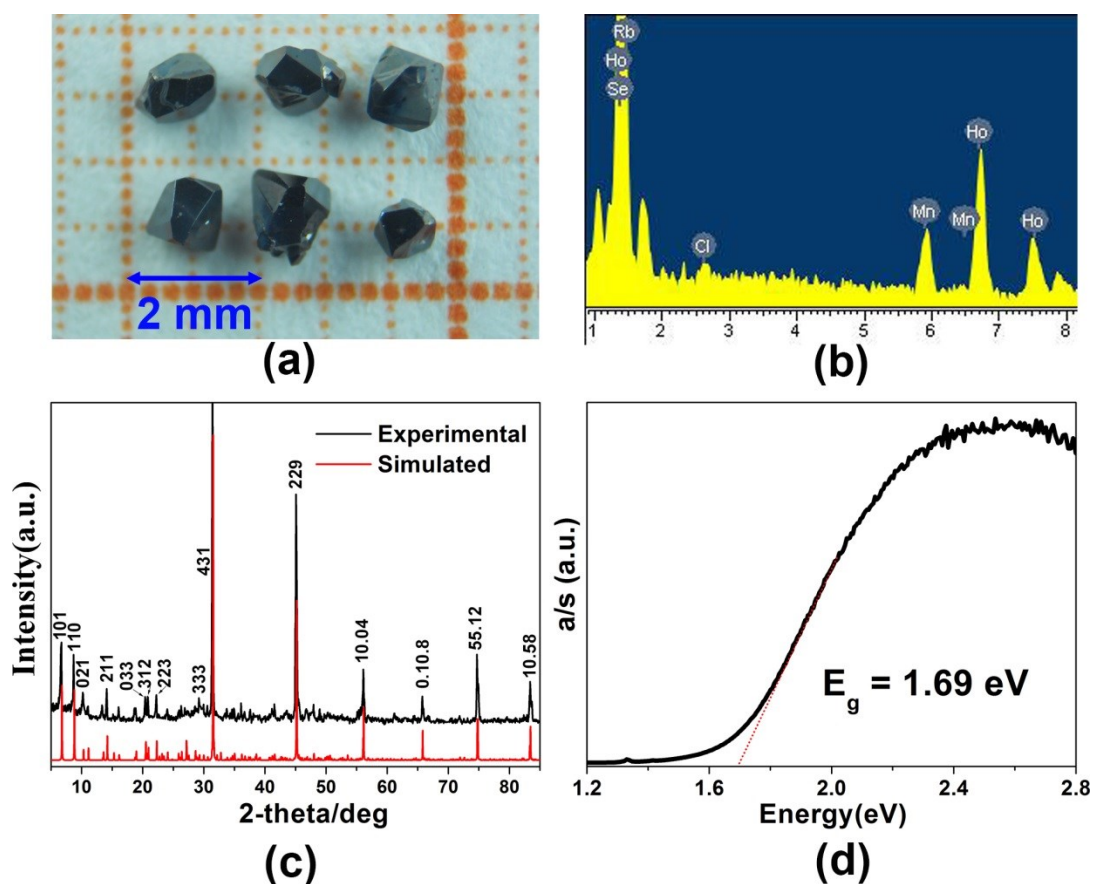 2 mm
(a)
Rb
Ho
Se
Cl
Mn
Mn
Ho
Ho
1 2 3 4 5 6 7 8
(b)
Intensity(a.u.)
Experimental
Simulated
101
110
021
211
033
312
223
333
431
229
10.04
0.10.8
55.12
10.58
10 20 30 40 50 60 70 80
2-theta/deg
(c)
a/s (a.u.)
Eg = 1.69 eV
1.2 1.6 2.0 2.4 2.8
Energy(eV)
(d)